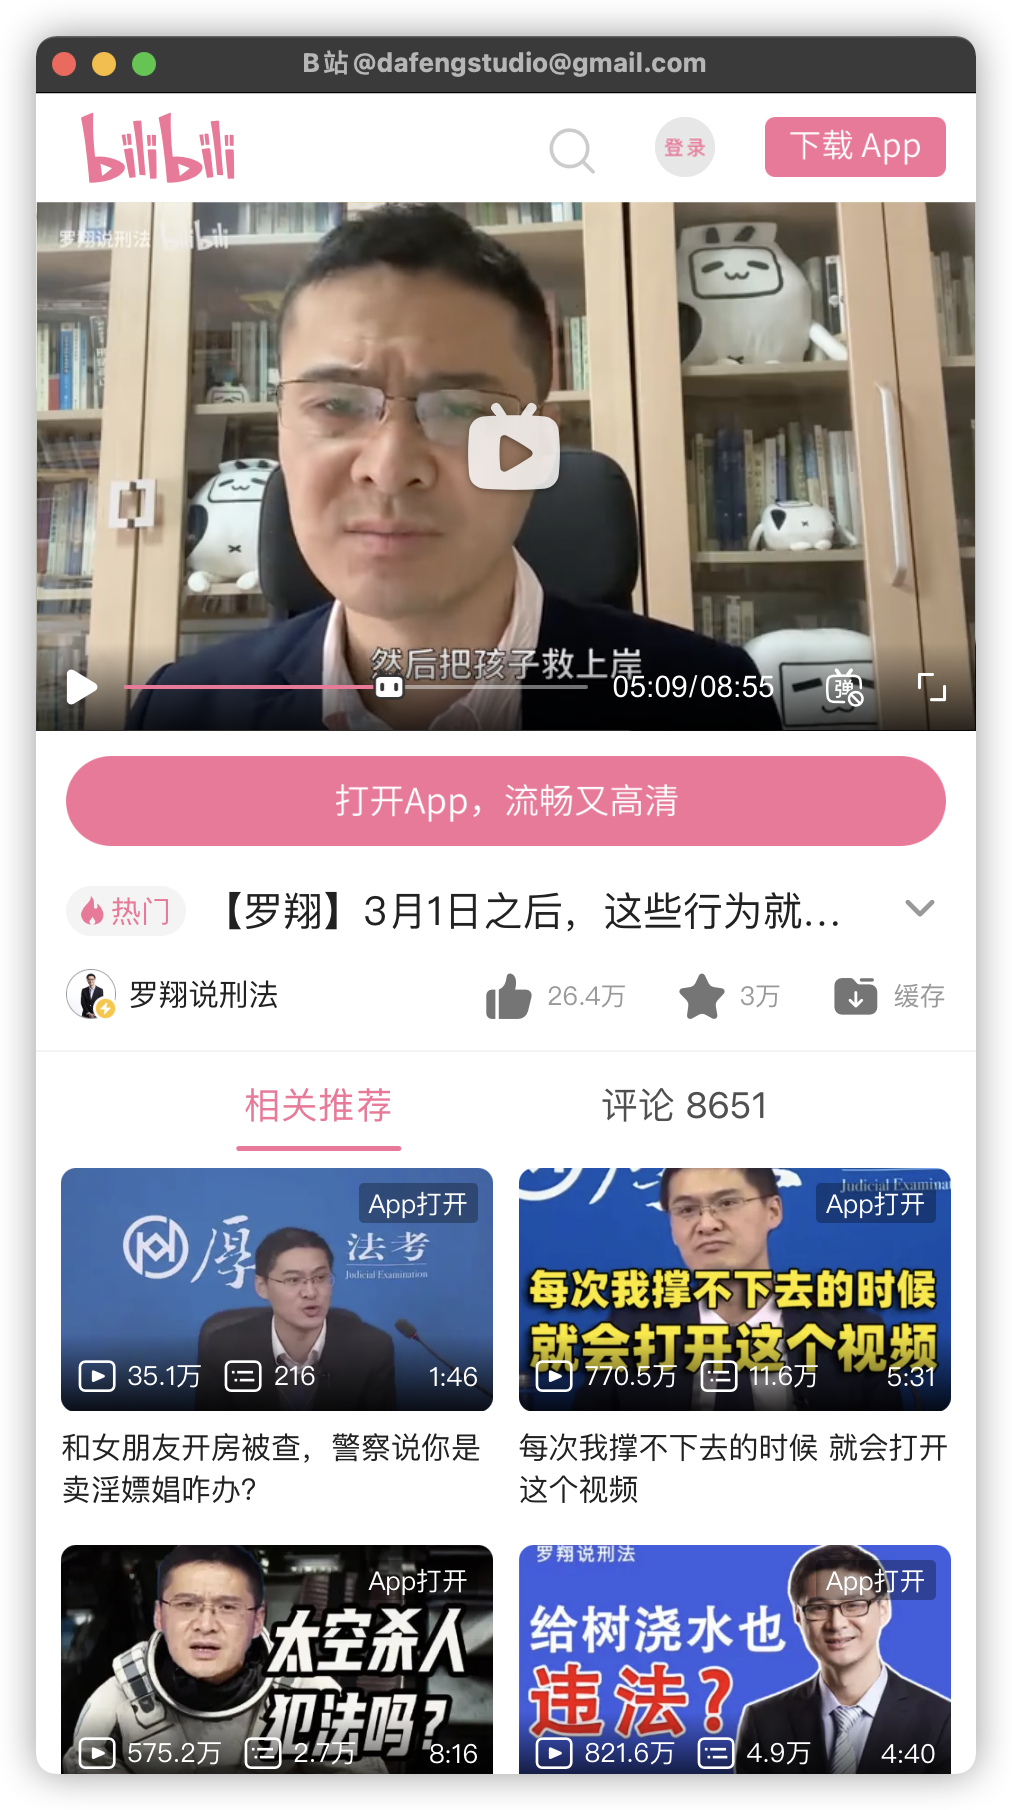 B站@dafengstudio@gmail.com
bilibili
登录
下载 App
罗翔说刑法 bilibili
然后把孩子救上岸
05:09/08:55
弹
打开App，流畅又高清
热门
【罗翔】3月1日之后，这些行为就...
罗翔说刑法
26.4万
3万
缓存
相关推荐
评论 8651
App打开
厚
法考
Judicial Examination
35.1万
216
1:46
和女朋友开房被查，警察说你是
卖淫嫖娼咋办？
Judicial Examina
App打开
每次我撑不下去的时候
就会打开这个视频
770.5万
11.6万
5:31
每次我撑不下去的时候 就会打开
这个视频
App打开
太空杀人
犯法吗？
575.2万
2.7万
8:16
罗翔说刑法
App打开
给树浇水也
违法？
821.6万
4.9万
4:40